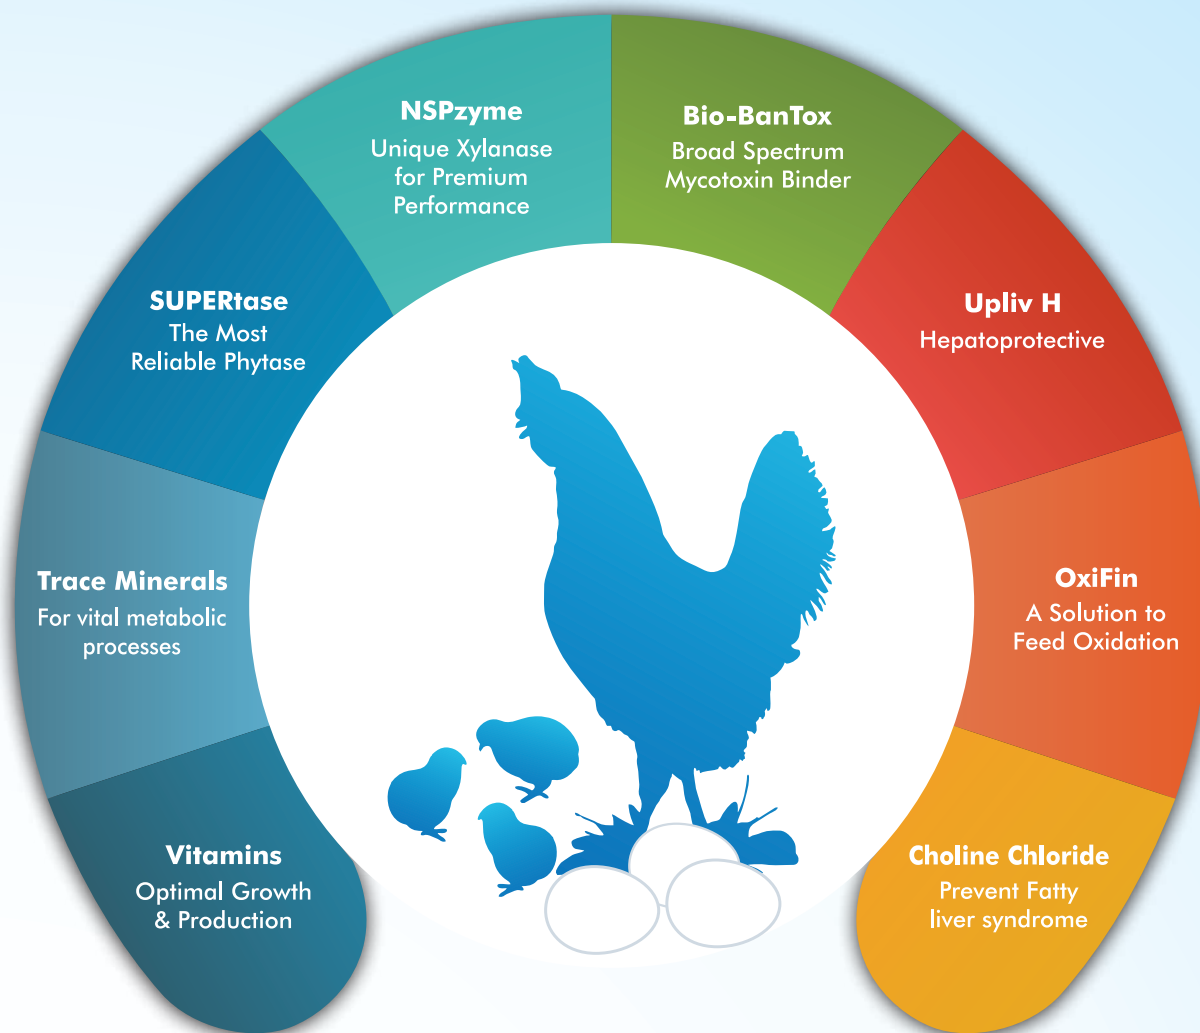 NSPzyme
Unique Xylanase
for Premium
Performance
Bio-BanTox
Broad Spectrum
Mycotoxin Binder
SUPERtase
The Most
Reliable Phytase
Upliv H
Hepatoprotective
Trace Minerals
For vital metabolic
processes
OxiFin
A Solution to
Feed Oxidation
Vitamins
Optimal Growth
& Production
Choline Chloride
Prevent Fatty
liver syndrome